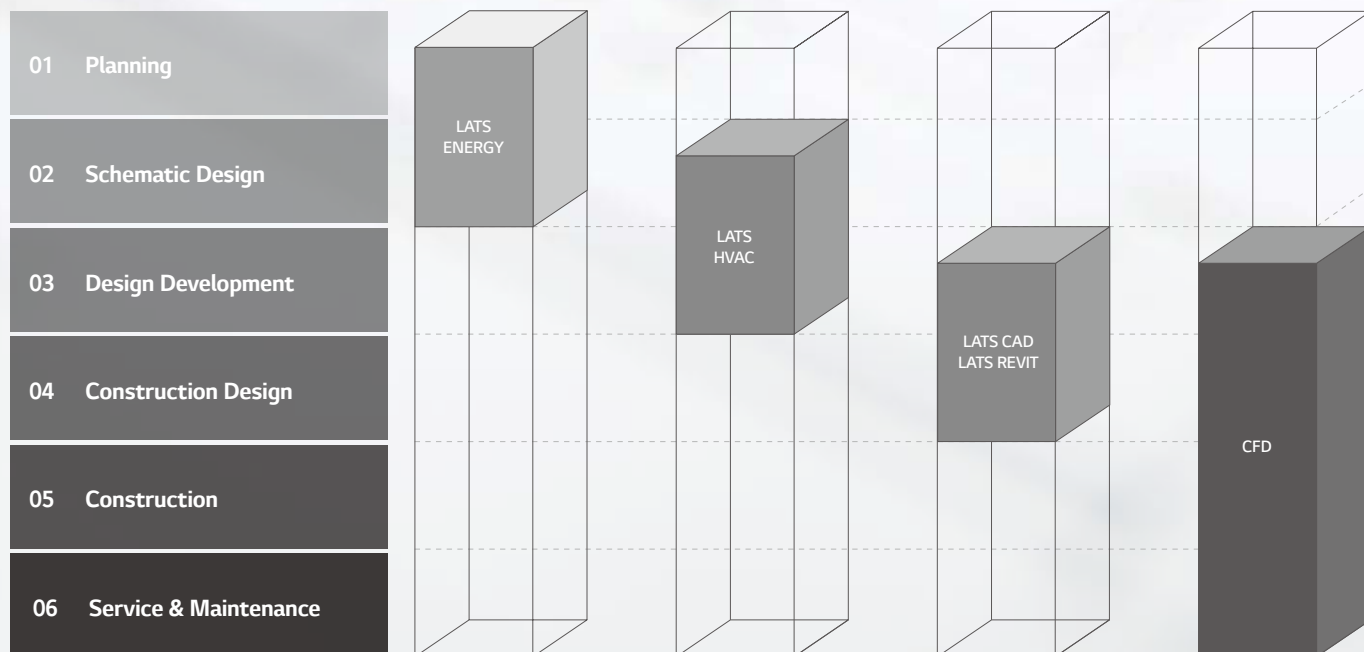 01 Planning
02 Schematic Design
03 Design Development
04 Construction Design
05 Construction
06 Service & Maintenance
LATS
ENERGY
LATS
HVAC
LATS CAD
LATS REVIT
CFD